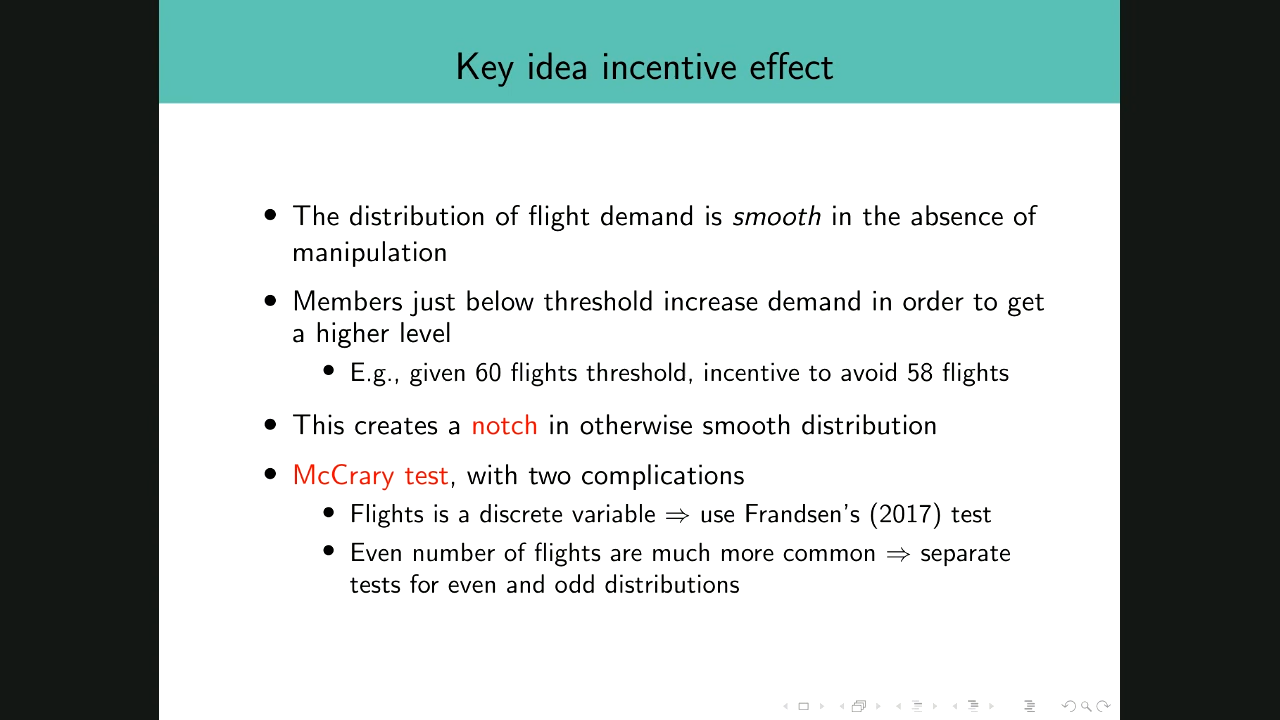 Key idea incentive effect
• The distribution of flight demand is smooth in the absence of
manipulation
• Members just below threshold increase demand in order to get
a higher level
• E.g., given 60 flights threshold, incentive to avoid 58 flights
• This creates a notch in otherwise smooth distribution
• McCrary test, with two complications
• Flights is a discrete variable ⇒ use Frandsen's (2017) test
• Even number of flights are much more common ⇒ separate
tests for even and odd distributions